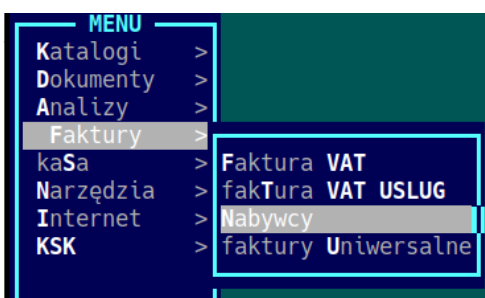 MENU
Katalogi >
Dokumenty >
Analizy >
Faktury >
kaSa >
Narzędzia >
Internet >
KSK >
Faktura VAT
fakTura VAT USLUG
Nabywcy
faktury Uniwersalne